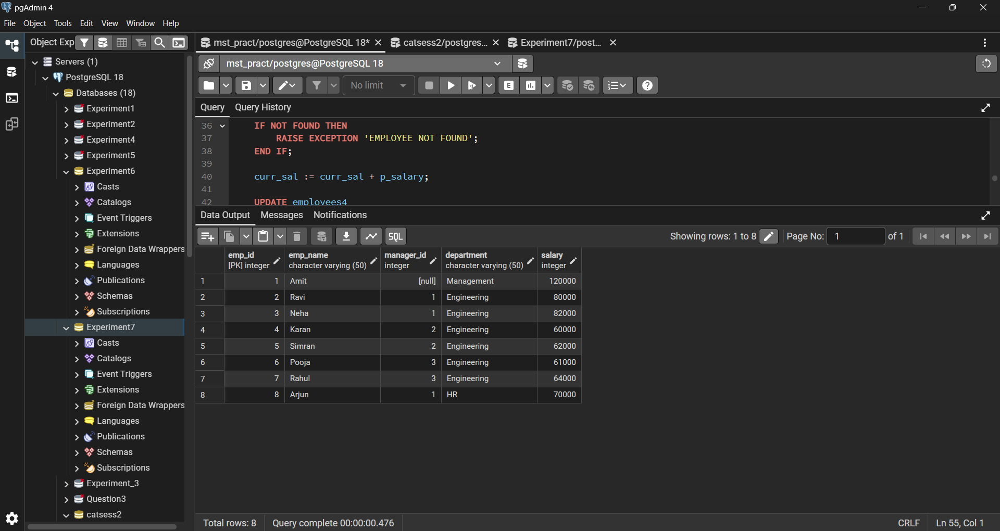 pgAdmin 4
File Object Tools Edit View Window Help
Object Exp
mst_pract/postgres@PostgreSQL 18*
catsess2/postgres...
Experiment7/post...
Servers (1)
PostgreSQL 18
Databases (18)
Experiment1
Experiment2
Experiment4
Experiment5
Experiment6
Casts
Catalogs
Event Triggers
Extensions
Foreign Data Wrappers
Languages
Publications
Schemas
Subscriptions
Experiment7
Casts
Catalogs
Event Triggers
Extensions
Foreign Data Wrappers
Languages
Publications
Schemas
Subscriptions
Experiment_3
Question3
catsess2
mst_pract/postgres@PostgreSQL 18
No limit
E
Query Query History
36 IF NOT FOUND THEN
37 RAISE EXCEPTION 'EMPLOYEE NOT FOUND';
38 END IF;
39
40 curr_sal := curr_sal + p_salary;
41
42 UPDATE employees4
Data Output Messages Notifications
SQL
Showing rows: 1 to 8
Page No: 1 of 1
emp_id [PK] integer emp_name character varying (50) manager_id integer department character varying (50) salary integer
1 1 Amit [null] Management 120000
2 2 Ravi 1 Engineering 80000
3 3 Neha 1 Engineering 82000
4 4 Karan 2 Engineering 60000
5 5 Simran 2 Engineering 62000
6 6 Pooja 3 Engineering 61000
7 7 Rahul 3 Engineering 64000
8 8 Arjun 1 HR 70000
Total rows: 8 Query complete 00:00:00.476
CRLF Ln 55, Col 1